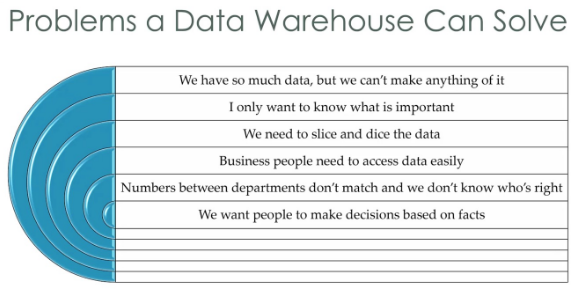 Problems a Data Warehouse Can Solve
We have so much data, but we can't make anything of it
I only want to know what is important
We need to slice and dice the data
Business people need to access data easily
Numbers between departments don't match and we don't know who's right
We want people to make decisions based on facts